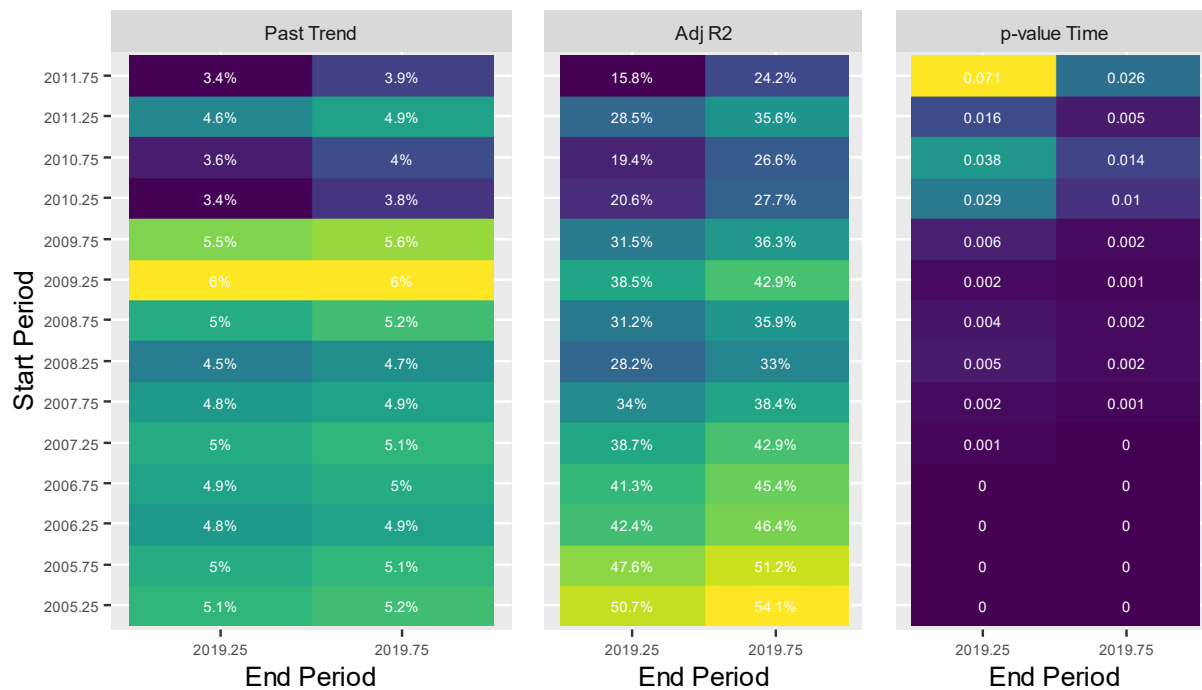 Past Trend Adj R2 p-value Time
2011.75 3.4% 3.9% 15.8% 24.2% 0.071 0.026
2011.25 4.6% 4.9% 28.5% 35.6% 0.016 0.005
2010.75 3.6% 4% 19.4% 26.6% 0.038 0.014
2010.25 3.4% 3.8% 20.6% 27.7% 0.029 0.01
2009.75 5.5% 5.6% 31.5% 36.3% 0.006 0.002
2009.25 6% 6% 38.5% 42.9% 0.002 0.001
2008.75 5% 5.2% 31.2% 35.9% 0.004 0.002
2008.25 4.5% 4.7% 28.2% 33% 0.005 0.002
2007.75 4.8% 4.9% 34% 38.4% 0.002 0.001
2007.25 5% 5.1% 38.7% 42.9% 0.001 0
2006.75 4.9% 5% 41.3% 45.4% 0 0
2006.25 4.8% 4.9% 42.4% 46.4% 0 0
2005.75 5% 5.1% 47.6% 51.2% 0 0
2005.25 5.1% 5.2% 50.7% 54.1% 0 0
Start Period
2019.25 2019.75 2019.25 2019.75 2019.25 2019.75
End Period End Period End Period